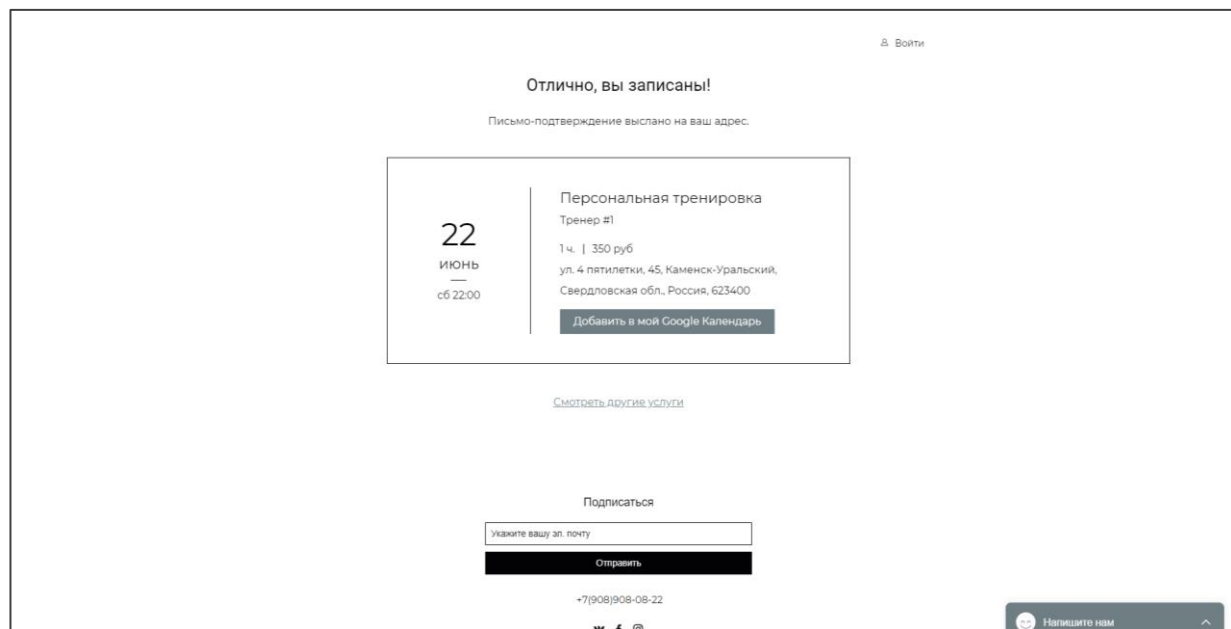 Войти
Отлично, вы записаны!
Письмо-подтверждение выслано на ваш адрес.
22
июнь
сб 22:00
Персональная тренировка
Тренер #1
1 ч. | 350 руб
ул. 4 пятилетки, 45, Каменск-Уральский,
Свердловская обл., Россия, 623400
Добавить в мой Google Календарь
Смотреть другие услуги
Подписаться
Укажите вашу эл. почту
Отправить
+7(908)908-08-22
Напишите нам